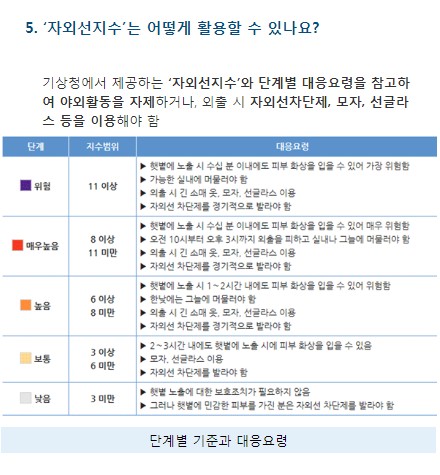 5. ‘자외선지수’는 어떻게 활용할 수 있나요?
기상청에서 제공하는 ‘자외선지수’와 단계별 대응요령을 참고하
여 야외활동을 자제하거나, 외출 시 자외선차단제, 모자, 선글라
스 등을 이용해야 함
단계 지수범위 대응요령
위험 11 이상
▶ 햇볕에 노출 시 수십 분 이내에도 피부 화상을 입을 수 있어 가장 위험함
▶ 가능한 실내에 머물러야 함
▶ 외출 시 긴 소매 옷, 모자, 선글라스 이용
▶ 자외선 차단제를 정기적으로 발라야 함
매우높음 8 이상
11 미만
▶ 햇볕에 노출 시 수십 분 이내에도 피부 화상을 입을 수 있어 매우 위험함
▶ 오전 10시부터 오후 3시까지 외출을 피하고 실내나 그늘에 머물러야 함
▶ 외출 시 긴 소매 옷, 모자, 선글라스 이용
▶ 자외선 차단제를 정기적으로 발라야 함
높음 6 이상
8 미만
▶ 햇볕에 노출 시 1~2시간 내에도 피부 화상을 입을 수 있어 위험함
▶ 한낮에는 그늘에 머물러야 함
▶ 외출 시 긴 소매 옷, 모자, 선글라스 이용
▶ 자외선 차단제를 정기적으로 발라야 함
보통 3 이상
6 미만
▶ 2~3시간 내에도 햇볕에 노출 시에 피부 화상을 입을 수 있음
▶ 모자, 선글라스 이용
▶ 자외선 차단제를 발라야 함
낮음 3 미만
▶ 햇볕 노출에 대한 보호조치가 필요하지 않음
▶ 그러나 햇볕에 민감한 피부를 가진 분은 자외선 차단제를 발라야 함
단계별 기준과 대응요령